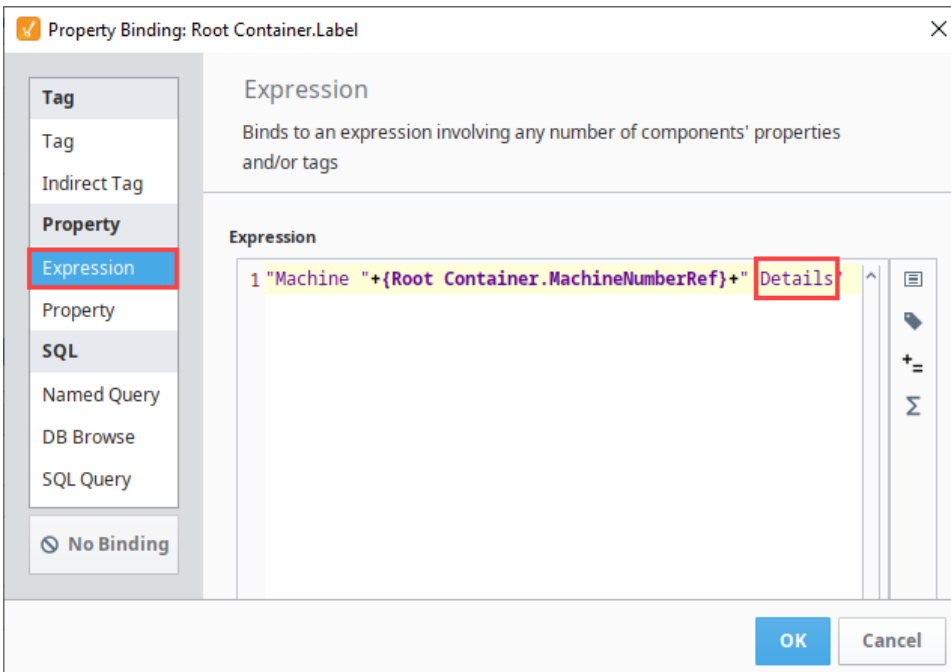 Property Binding: Root Container.Label
Tag
Tag
Indirect Tag
Property
Expression
Property
SQL
Named Query
DB Browse
SQL Query
No Binding
Expression
Binds to an expression involving any number of components' properties
and/or tags
Expression
1 "Machine "+{Root Container.MachineNumberRef}+" Details"
OK
Cancel